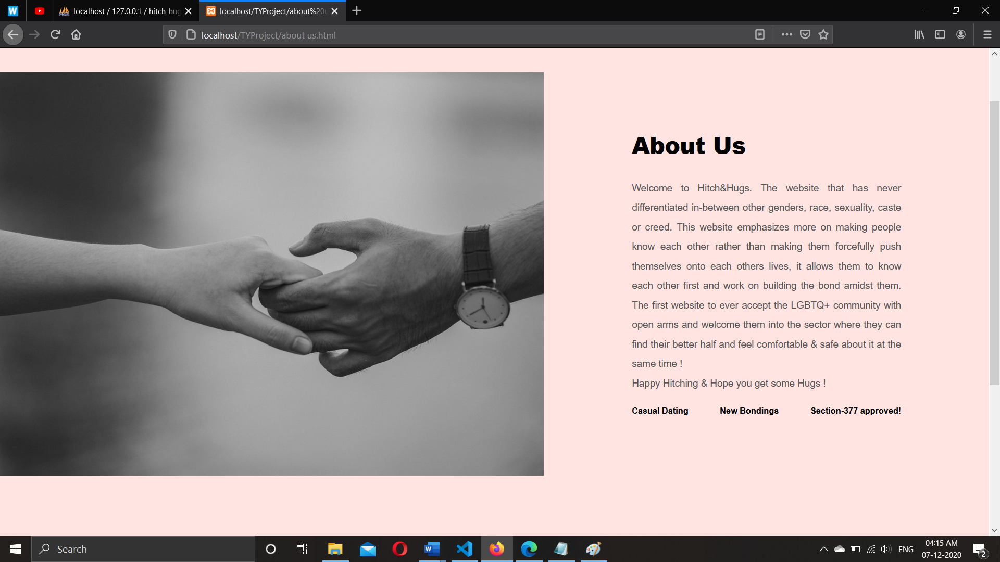 localhost / 127.0.0.1 / hitch_hug
localhost/TYProject/about%20u
localhost/TYProject/about us.html
About Us
Welcome to Hitch&Hugs. The website that has never
differentiated in-between other genders, race, sexuality, caste
or creed. This website emphasizes more on making people
know each other rather than making them forcefully push
themselves onto each others lives, it allows them to know
each other first and work on building the bond amidst them.
The first website to ever accept the LGBTQ+ community with
open arms and welcome them into the sector where they can
find their better half and feel comfortable & safe about it at the
same time !
Happy Hitching & Hope you get some Hugs !
Casual Dating New Bondings Section-377 approved!
Search
ENG
04:15 AM
07-12-2020
2